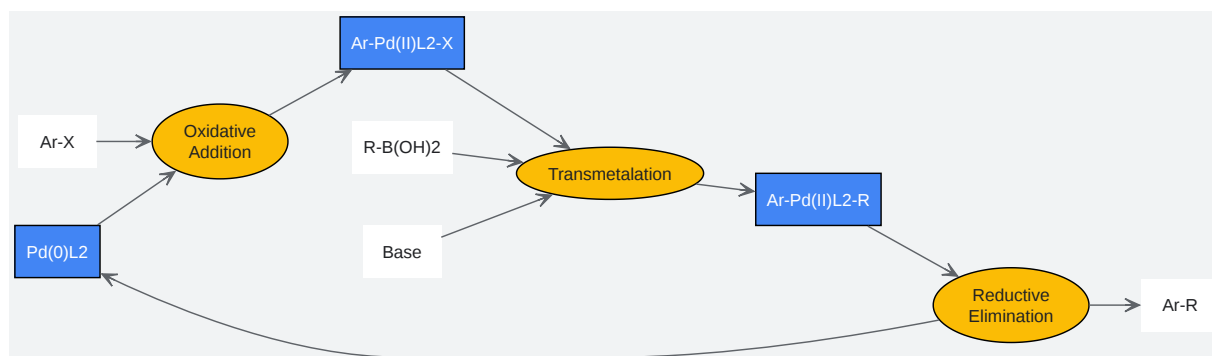 Ar-Pd(II)L2-X
Oxidative
Addition
Ar-X
R-B(OH)2
Transmetalation
Ar-Pd(II)L2-R
Pd(0)L2
Base
Reductive
Elimination
Ar-R